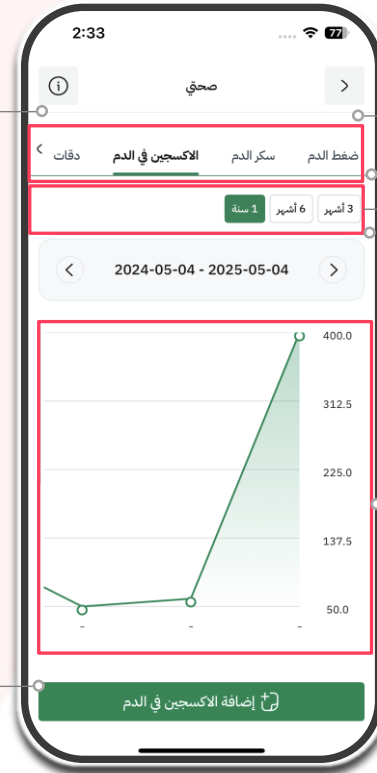 2:33
77
صحتي
ضغط الدم
سكر الدم
الاكسجين في الدم
دقات
3 أشهر
6 أشهر
1 سنة
2024-05-04 - 2025-05-04
400.0
312.5
225.0
137.5
50.0
- - -
إضافة الاكسجين في الدم